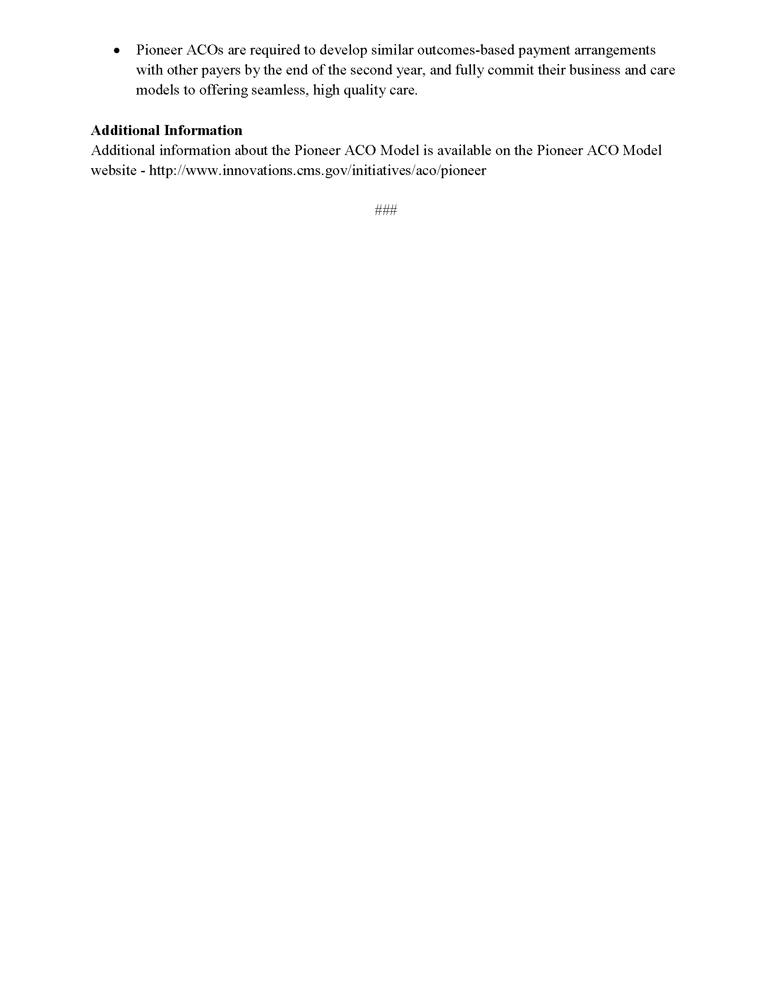 • Pioneer ACOs are required to develop similar outcomes-based payment arrangements
with other payers by the end of the second year, and fully commit their business and care
models to offering seamless, high quality care.
Additional Information
Additional information about the Pioneer ACO Model is available on the Pioneer ACO Model
website - http://www.innovations.cms.gov/initiatives/aco/pioneer
###